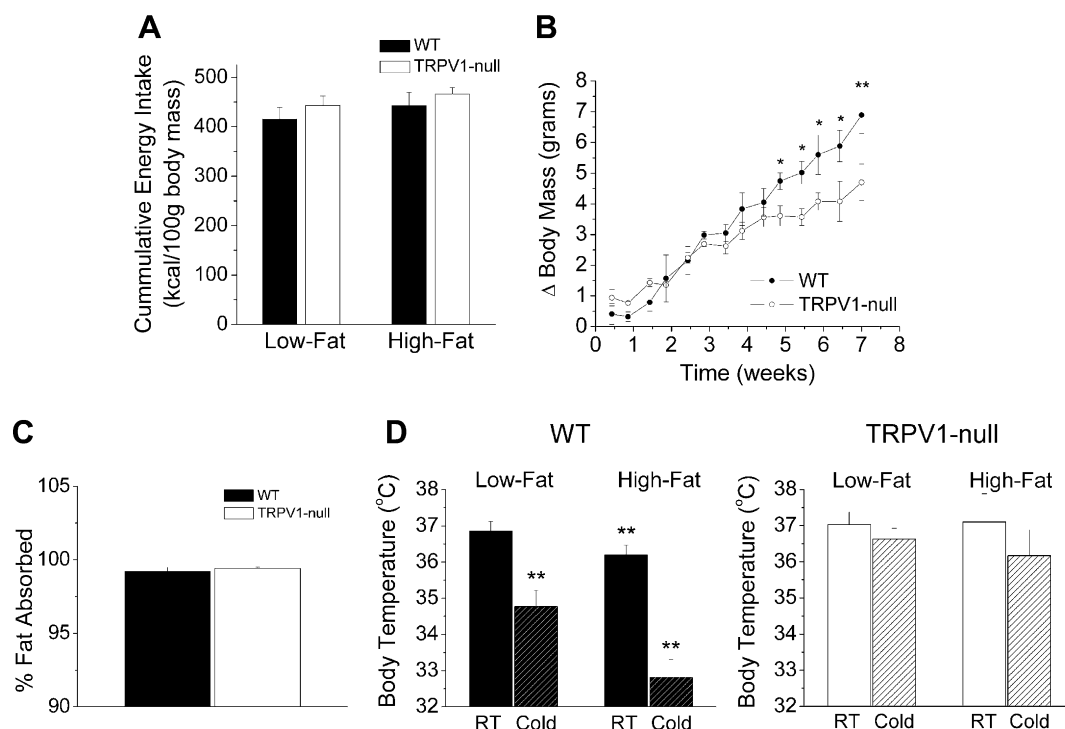 A
WT
TRPV1-null
Cummulative Energy Intake
(kcal/100g body mass)
500
400
300
200
100
0
Low-Fat High-Fat
B
Δ Body Mass (grams)
8
7
6
5
4
3
2
1
0
* * * * **
WT
TRPV1-null
0 1 2 3 4 5 6 7 8
Time (weeks)
C
% Fat Absorbed
105
100
95
90
WT
TRPV1-null
D
WT
Body Temperature (°C)
38
37
36
35
34
33
32
Low-Fat High-Fat
**
**
**
RT Cold RT Cold
TRPV1-null
Body Temperature (°C)
38
37
36
35
34
33
32
Low-Fat High-Fat
RT Cold RT Cold